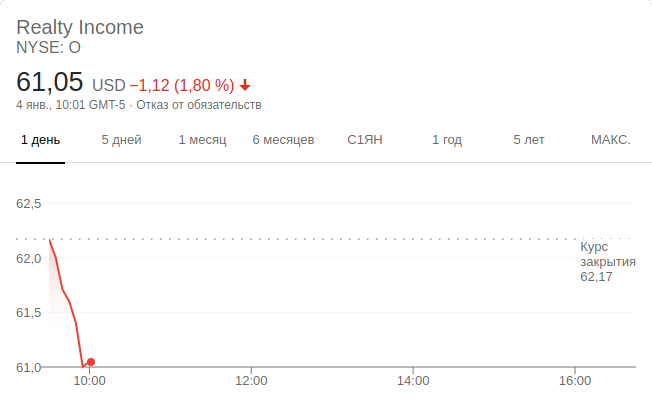 Realty Income
NYSE: O
61,05 USD −1,12 (1,80 %)
4 янв., 10:01 GMT-5 · Отказ от обязательств
1 день 5 дней 1 месяц 6 месяцев С1ЯН 1 год 5 лет МАКС.
62,5
62,0
61,5
61,0
Курс
закрытия
62,17
10:00 12:00 14:00 16:00